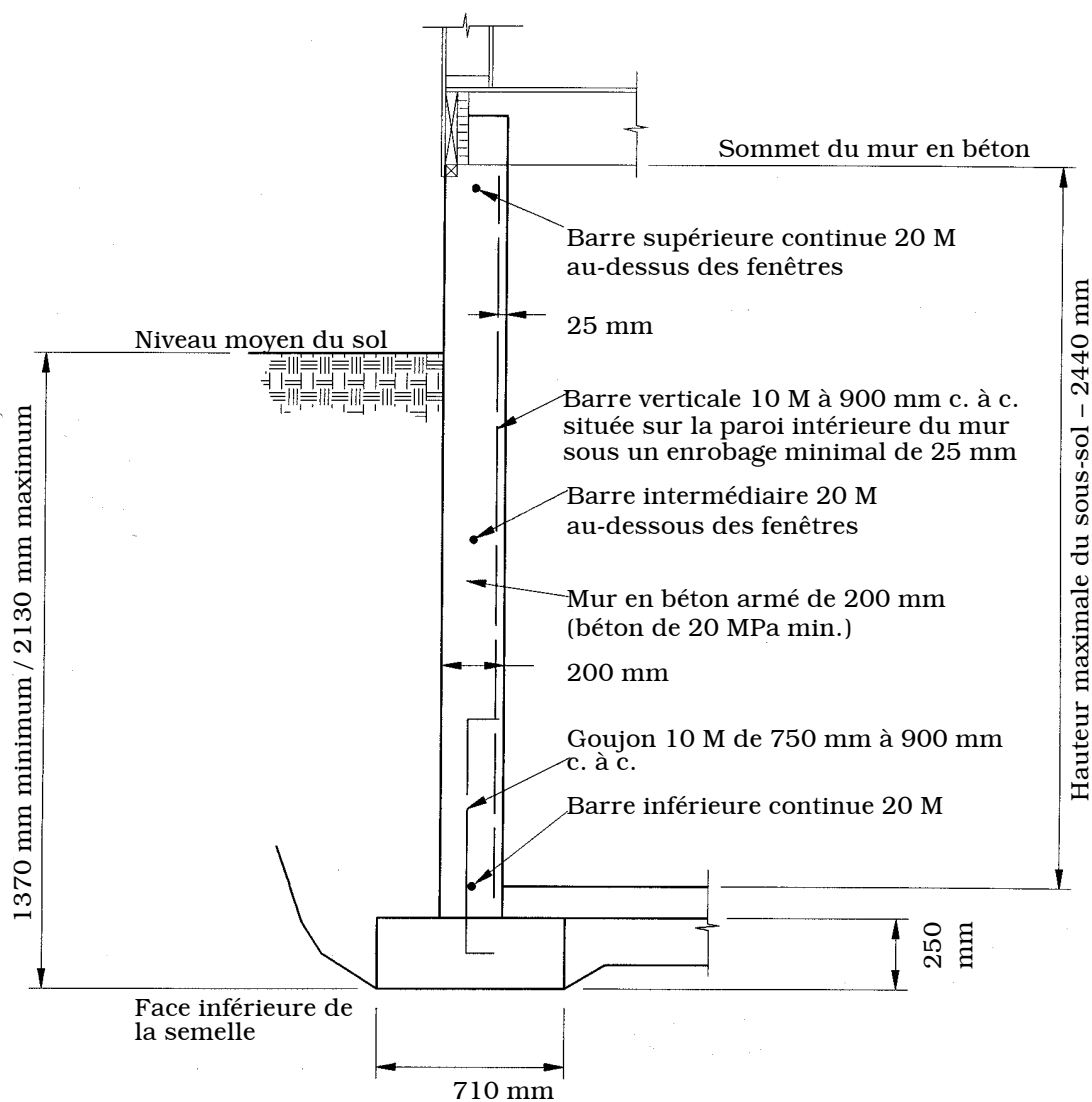 Sommet du mur en béton
Barre supérieure continue 20 M
au-dessus des fenêtres
25 mm
Niveau moyen du sol
Barre verticale 10 M à 900 mm c. à c.
située sur la paroi intérieure du mur
sous un enrobage minimal de 25 mm
Barre intermédiaire 20 M
au-dessous des fenêtres
Mur en béton armé de 200 mm
(béton de 20 MPa min.)
200 mm
Goujon 10 M de 750 mm à 900 mm
c. à c.
Barre inférieure continue 20 M
1370 mm minimum / 2130 mm maximum
Hauteur maximale du sous-sol – 2440 mm
250
mm
Face inférieure de
la semelle
710 mm